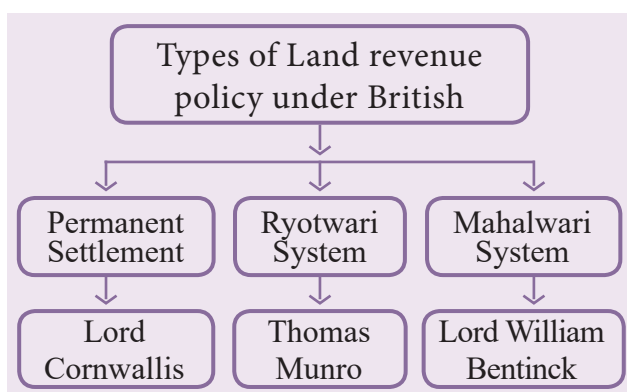 Types of Land revenue
policy under British
Permanent
Settlement
Ryotwari
System
Mahalwari
System
Lord
Cornwallis
Thomas
Munro
Lord William
Bentinck